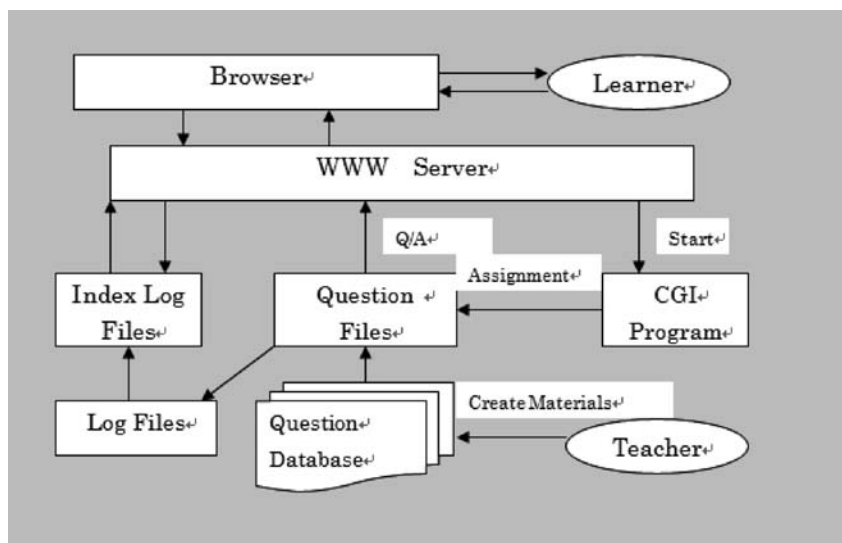 Browser↵
Learner↵
WWW Server↵
Q/A↵
Start↵
Assignment↵
Index Log
Files↵
Question ↵
Files↵
CGI↵
Program↵
Create Materials↵
Log Files↵
Question↵
Database↵
Teacher↵